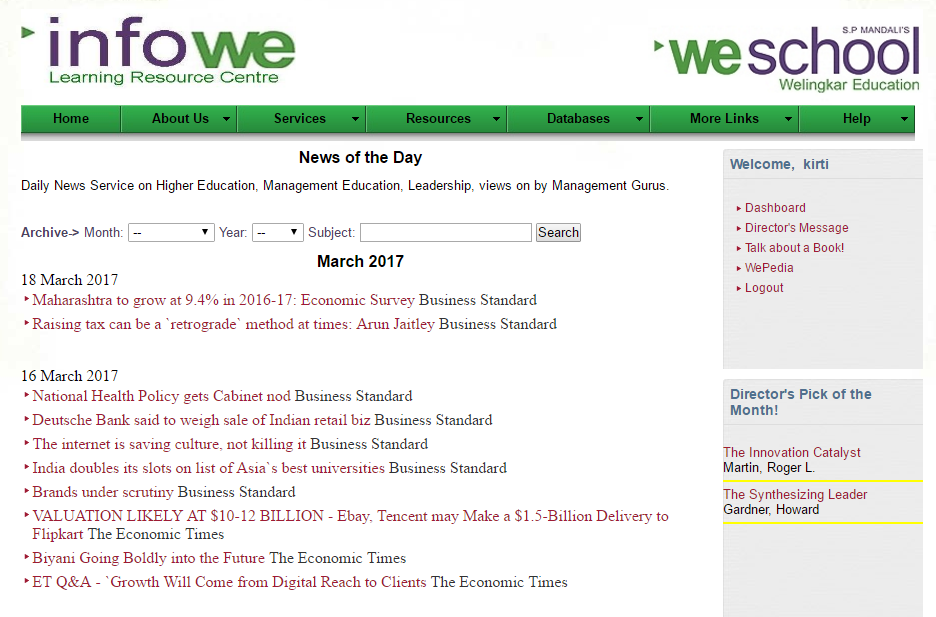 infowe
Learning Resource Centre
S.P MANDALI'S
we school
Welingkar Education
Home About Us Services Resources Databases More Links Help
News of the Day
Daily News Service on Higher Education, Management Education, Leadership, views on by Management Gurus.
Archive-> Month: -- Year: -- Subject: Search
March 2017
18 March 2017
Maharashtra to grow at 9.4% in 2016-17: Economic Survey Business Standard
Raising tax can be a `retrograde` method at times: Arun Jaitley Business Standard
16 March 2017
National Health Policy gets Cabinet nod Business Standard
Deutsche Bank said to weigh sale of Indian retail biz Business Standard
The internet is saving culture, not killing it Business Standard
India doubles its slots on list of Asia`s best universities Business Standard
Brands under scrutiny Business Standard
VALUATION LIKELY AT $10-12 BILLION - Ebay, Tencent may Make a $1.5-Billion Delivery to
Flipkart The Economic Times
Biyani Going Boldly into the Future The Economic Times
ET Q&A - `Growth Will Come from Digital Reach to Clients The Economic Times
Welcome, kirti
Dashboard
Director's Message
Talk about a Book!
WePedia
Logout
Director's Pick of the
Month!
The Innovation Catalyst
Martin, Roger L.
The Synthesizing Leader
Gardner, Howard